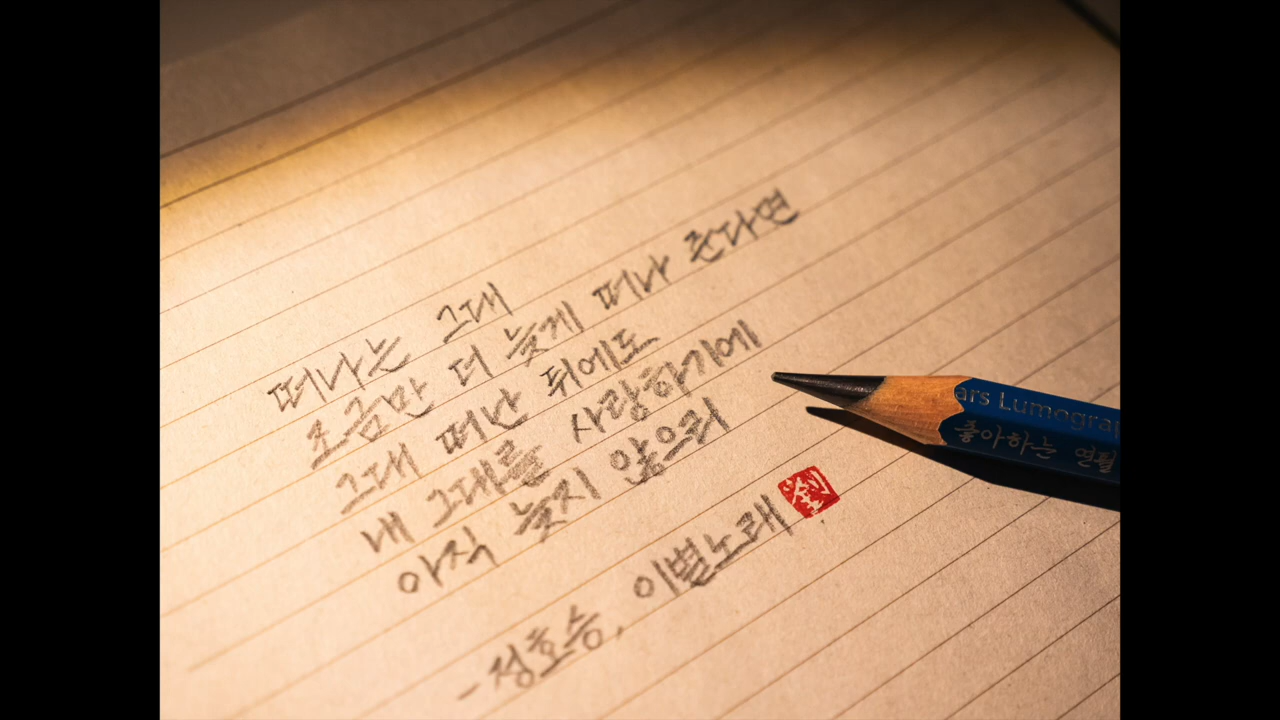 떠나는 그대
조금만 더 늦게 떠나 준다면
그대 떠난 뒤에도
내 그대를 사랑하기에
아직 늦지 않으리
-정호승, 이별노래
ars Lumograp
좋아하는 연필